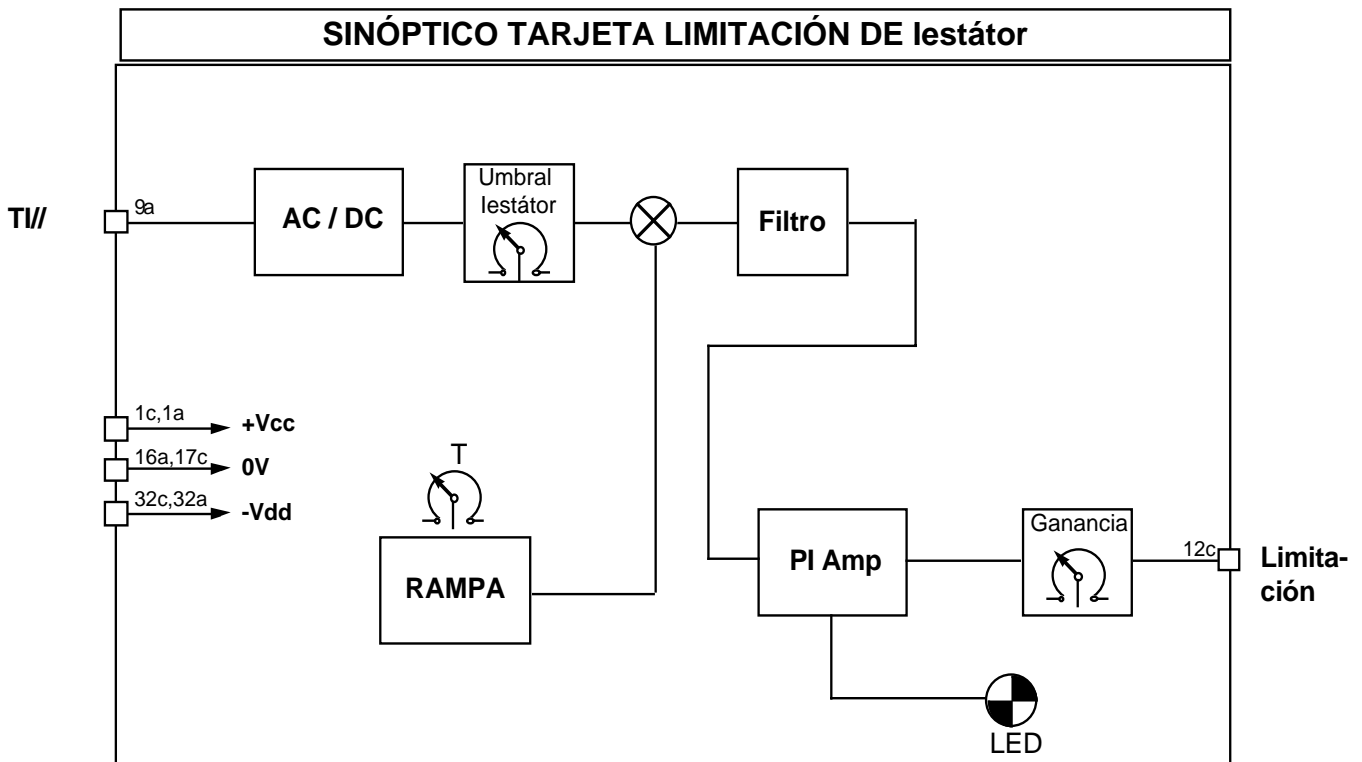 SINÓPTICO TARJETA LIMITACIÓN DE Iestátor
TI//
9a
AC / DC
Umbral
Iestátor
Filtro
1c,1a
+Vcc
16a,17c
0V
32c,32a
-Vdd
T
RAMPA
PI Amp
Ganancia
12c
Limita-
ción
LED